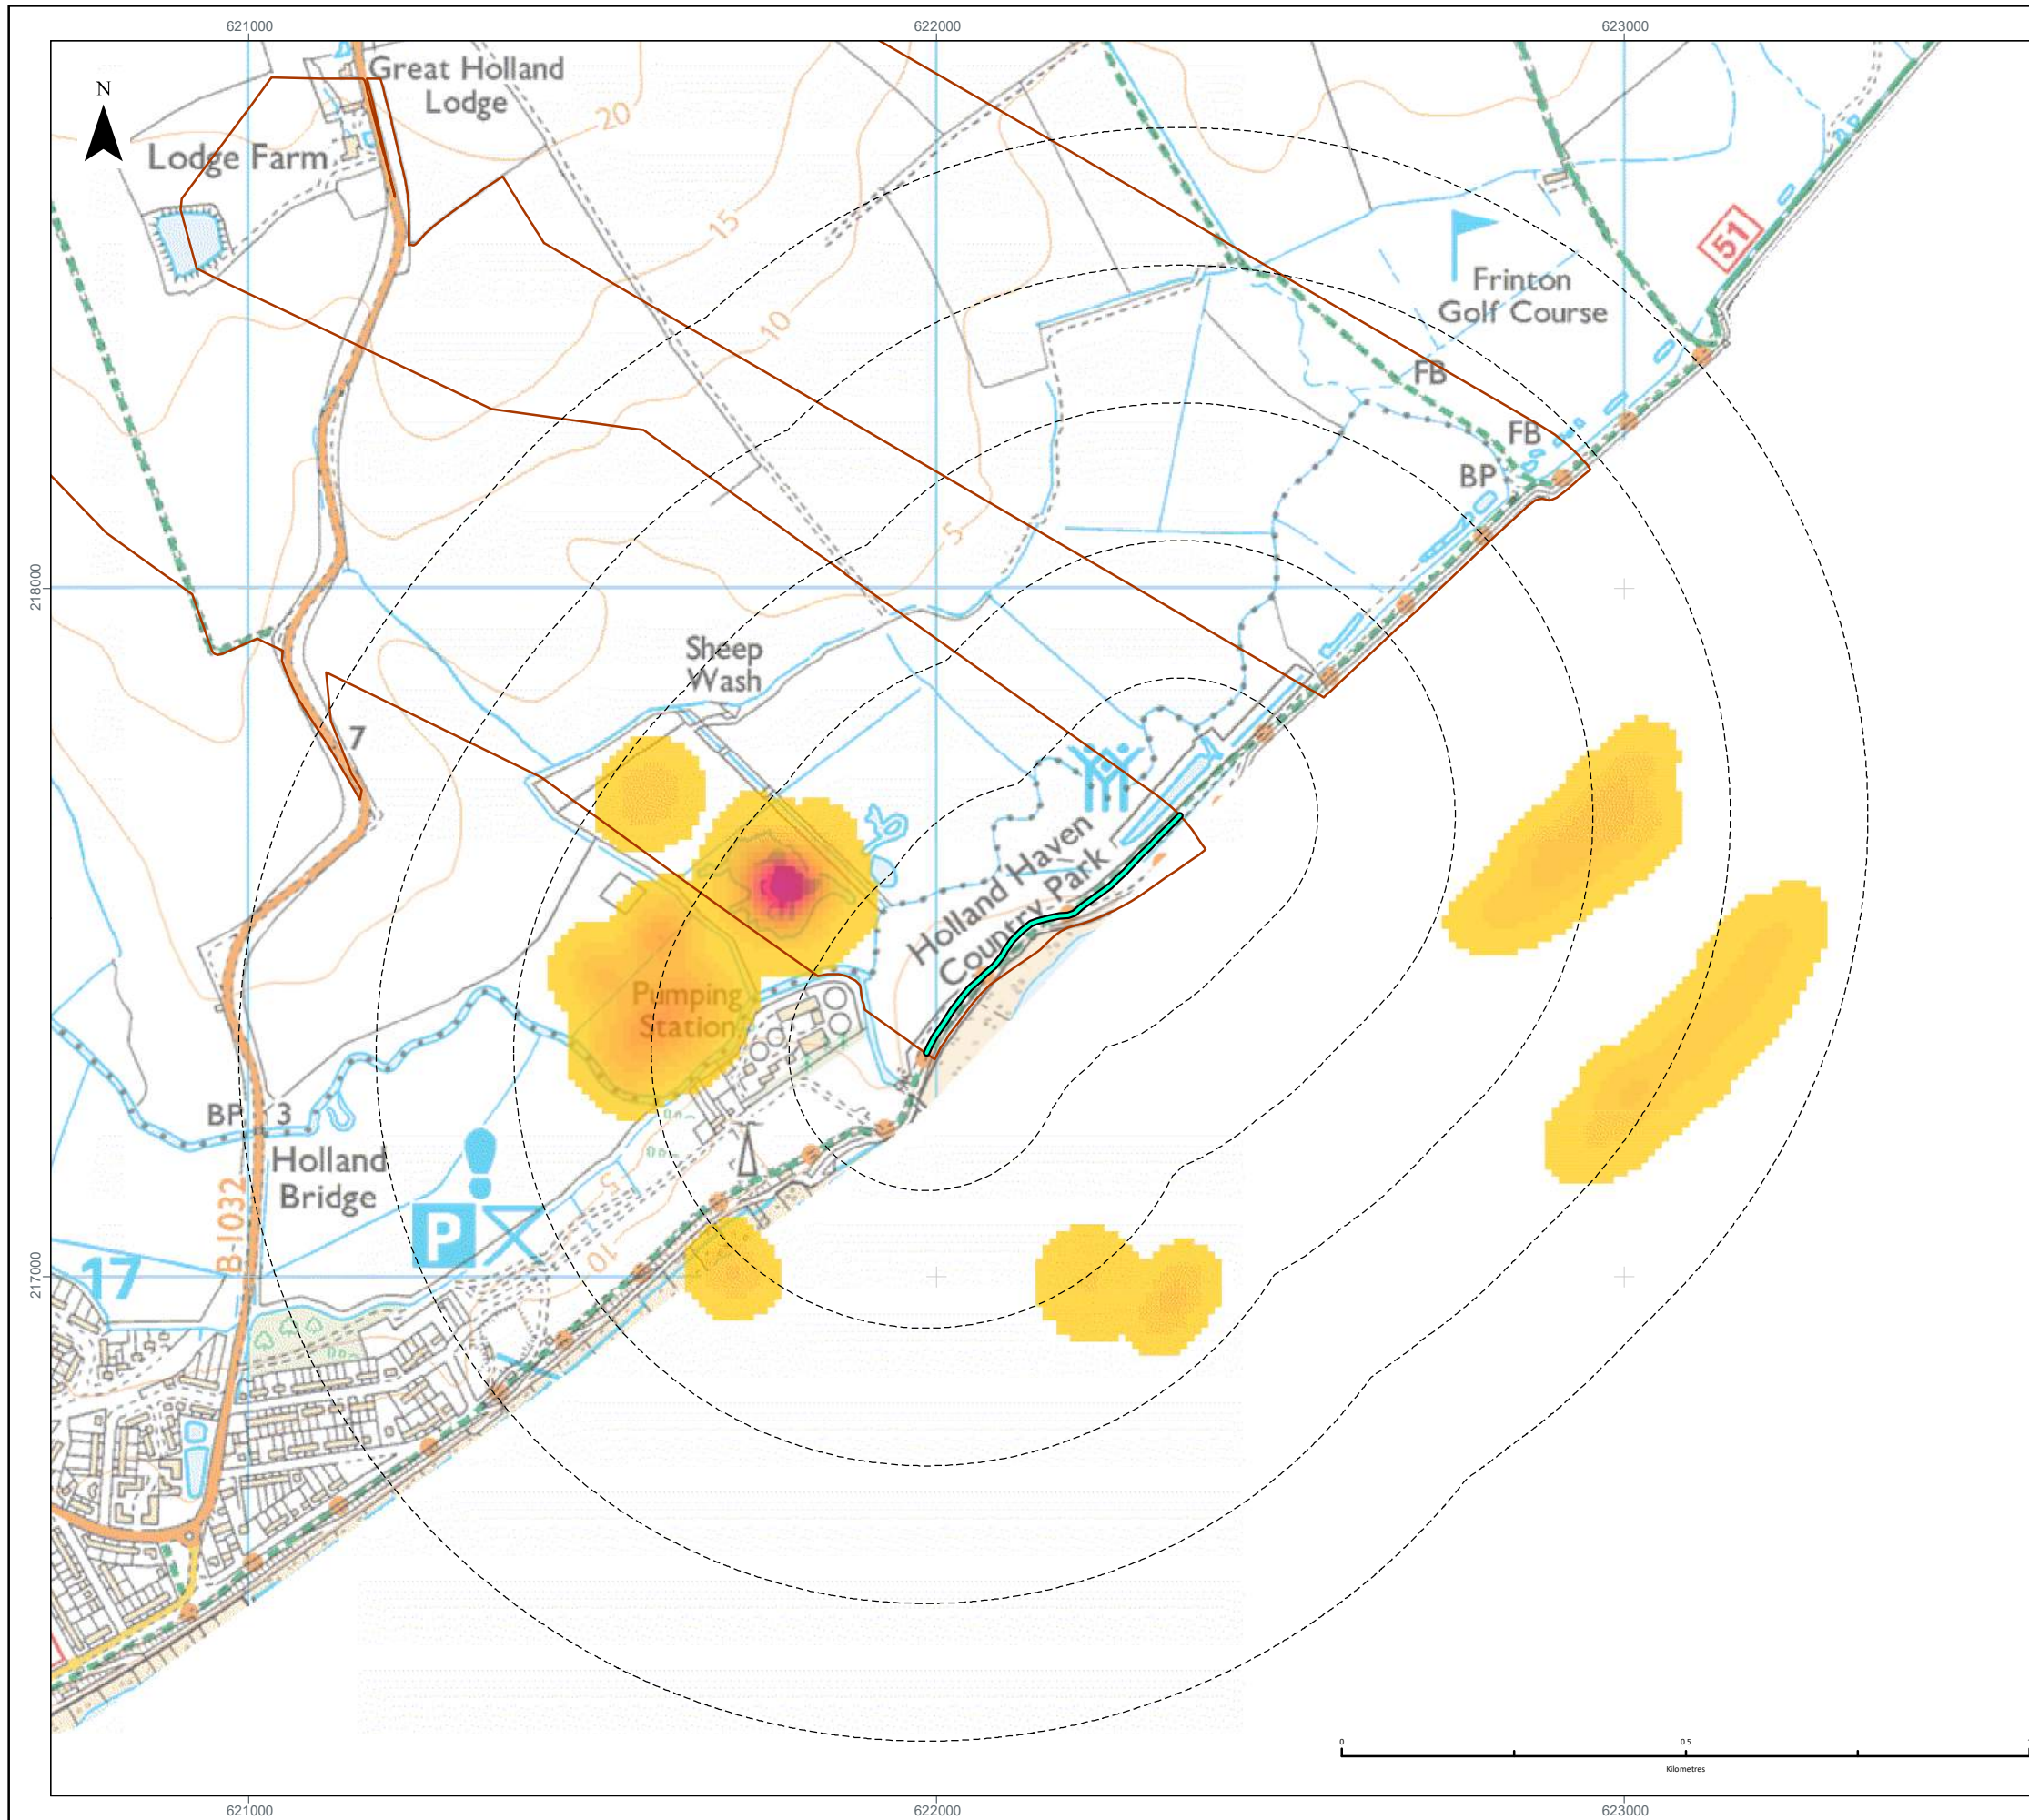 621000
622000
623000
N
Great Holland
Lodge
20
Lodge Farm
15
51
Frinton
Golf Course
10
FB
FB
BP
5
218000
Sheep
Wash
7
Holland Haven
Country Park
Pumping
Station
BP
3
Holland
Bridge
B 1032
P
5
10
17
217000
0
0.5
Kilometres
621000
622000
623000